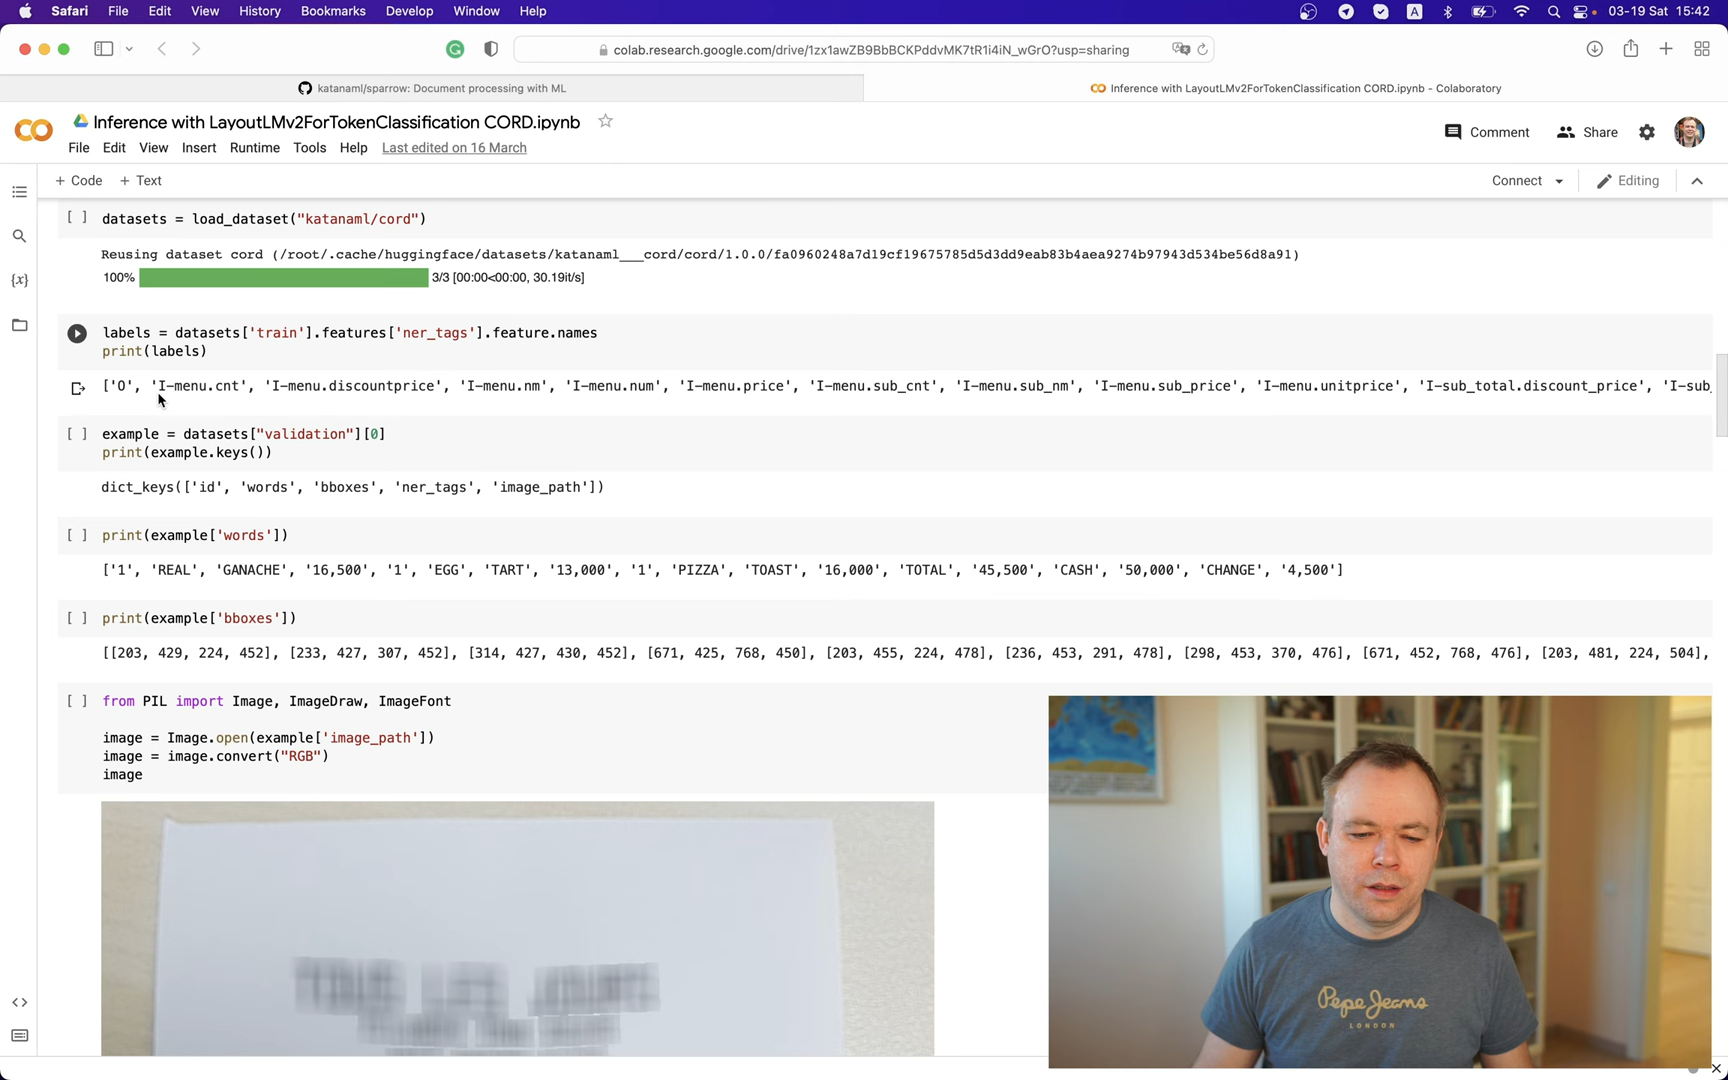 Safari File Edit View History Bookmarks Develop Window Help A 03-19 Sat 15:42
colab.research.google.com/drive/1zx1awZB9BbBCKPddvMK7tR1i4iN_wGrO?usp=sharing
katanaml/sparrow: Document processing with ML
Inference with LayoutLMv2ForTokenClassification CORD.ipynb - Colaboratory
Inference with LayoutLMv2ForTokenClassification CORD.ipynb
Comment Share
File Edit View Insert Runtime Tools Help Last edited on 16 March
+ Code + Text Connect Editing
[ ] datasets = load_dataset("katanaml/cord")
Reusing dataset cord (/root/.cache/huggingface/datasets/katanaml___cord/cord/1.0.0/fa0960248a7d19cf19675785d5d3dd9eab83b4aea9274b97943d534be56d8a91)
100% 3/3 [00:00<00:00, 30.19it/s]
labels = datasets['train'].features['ner_tags'].feature.names
print(labels)
['O', 'I-menu.cnt', 'I-menu.discountprice', 'I-menu.nm', 'I-menu.num', 'I-menu.price', 'I-menu.sub_cnt', 'I-menu.sub_nm', 'I-menu.sub_price', 'I-menu.unitprice', 'I-sub_total.discount_price', 'I-sub_
[ ] example = datasets["validation"][0]
print(example.keys())
dict_keys(['id', 'words', 'bboxes', 'ner_tags', 'image_path'])
[ ] print(example['words'])
['1', 'REAL', 'GANACHE', '16,500', '1', 'EGG', 'TART', '13,000', '1', 'PIZZA', 'TOAST', '16,000', 'TOTAL', '45,500', 'CASH', '50,000', 'CHANGE', '4,500']
[ ] print(example['bboxes'])
[[203, 429, 224, 452], [233, 427, 307, 452], [314, 427, 430, 452], [671, 425, 768, 450], [203, 455, 224, 478], [236, 453, 291, 478], [298, 453, 370, 476], [671, 452, 768, 476], [203, 481, 224, 504],
[ ] from PIL import Image, ImageDraw, ImageFont
image = Image.open(example['image_path'])
image = image.convert("RGB")
image
Pepe Jeans
LONDON